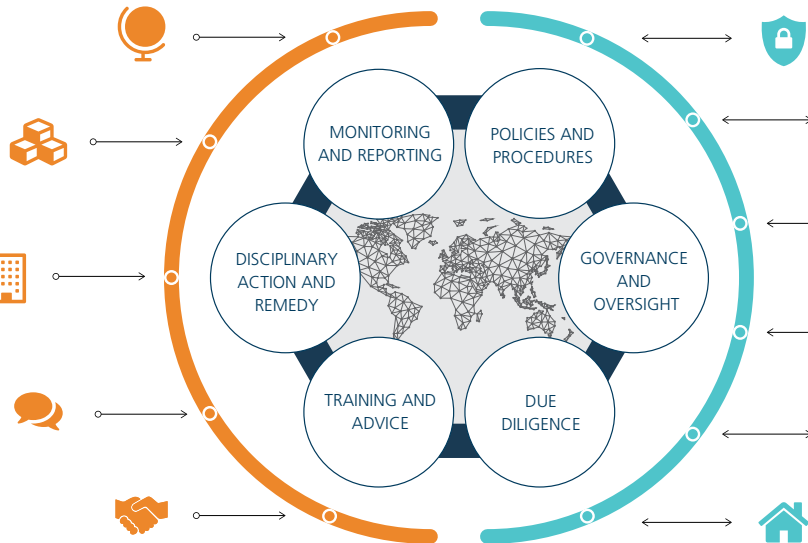 MONITORING
AND REPORTING
POLICIES AND
PROCEDURES
DISCIPLINARY
ACTION AND
REMEDY
GOVERNANCE
AND
OVERSIGHT
TRAINING AND
ADVICE
DUE
DILIGENCE